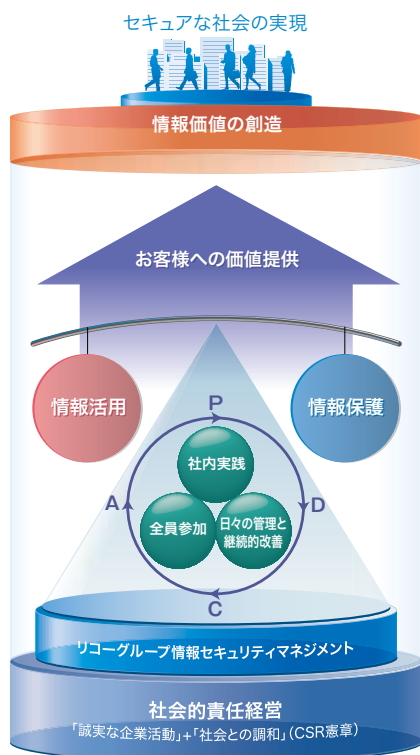 セキュアな社会の実現
情報価値の創造
お客様への価値提供
情報活用
情報保護
P
社内実践
A
全員参加
日々の管理と
継続的改善
D
C
リコーグループ情報セキュリティマネジメント
社会的責任経営
「誠実な企業活動」+「社会との調和」(CSR憲章)